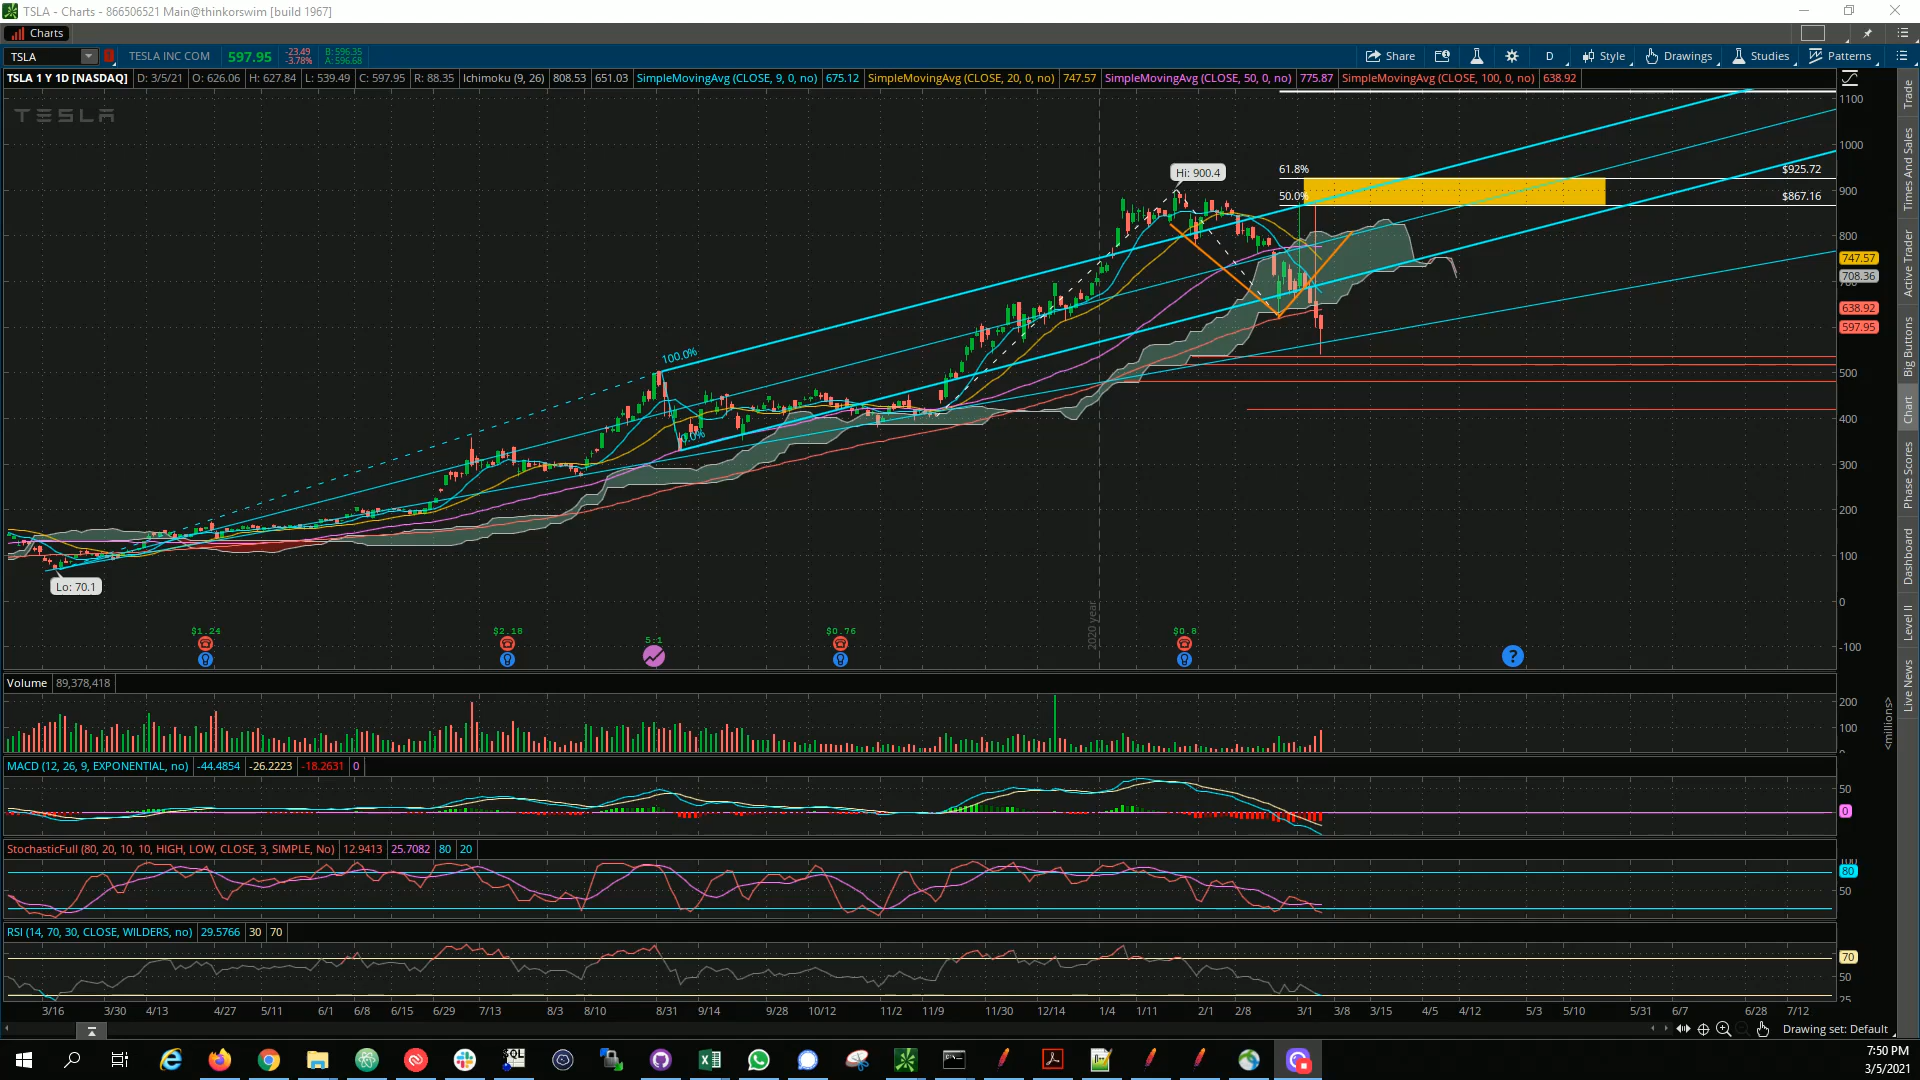 TSLA - Charts - 866506521 Main@thinkorswim [build 1967]
Charts
TSLA TESLA INC COM 597.95 -23.49 -3.78% B: 596.35 A: 596.68 Share D Style Drawings Studies Patterns
TSLA 1 Y 1D [NASDAQ] D: 3/5/21 O: 626.06 H: 627.84 L: 539.49 C: 597.95 R: 88.35 Ichimoku (9, 26) 808.53 651.03 SimpleMovingAvg (CLOSE, 9, 0, no) 675.12 SimpleMovingAvg (CLOSE, 20, 0, no) 747.57 SimpleMovingAvg (CLOSE, 50, 0, no) 775.87 SimpleMovingAvg (CLOSE, 100, 0, no) 638.92
TESLA
1100
1000
Hi: 900.4
61.8% $925.72
900
50.0% $867.16
800
747.57
708.36
638.92
597.95
100.0%
500
400
0.0%
300
200
100
Lo: 70.1
0
2020 year
$1.24 $2.18 5:1 $0.76 $0.8
-100
?
Volume 89,378,418
200
100
<millions>
MACD (12, 26, 9, EXPONENTIAL, no) -44.4854 -26.2223 -18.2631 0
50
0
StochasticFull (80, 20, 10, 10, HIGH, LOW, CLOSE, 3, SIMPLE, No) 12.9413 25.7082 80 20
80
50
RSI (14, 70, 30, CLOSE, WILDERS, no) 29.5766 30 70
70
50
25
3/16 3/30 4/13 4/27 5/11 6/1 6/8 6/15 6/29 7/13 8/3 8/10 8/31 9/14 9/28 10/12 11/2 11/9 11/30 12/14 1/4 1/11 2/1 2/8 3/1 3/8 3/15 4/5 4/12 5/3 5/10 5/31 6/7 6/28 7/12
Drawing set: Default
Trade
Times And Sales
Active Trader
Big Buttons
Chart
Phase Scores
Dashboard
Level II
Live News
SQL
7:50 PM
3/5/2021